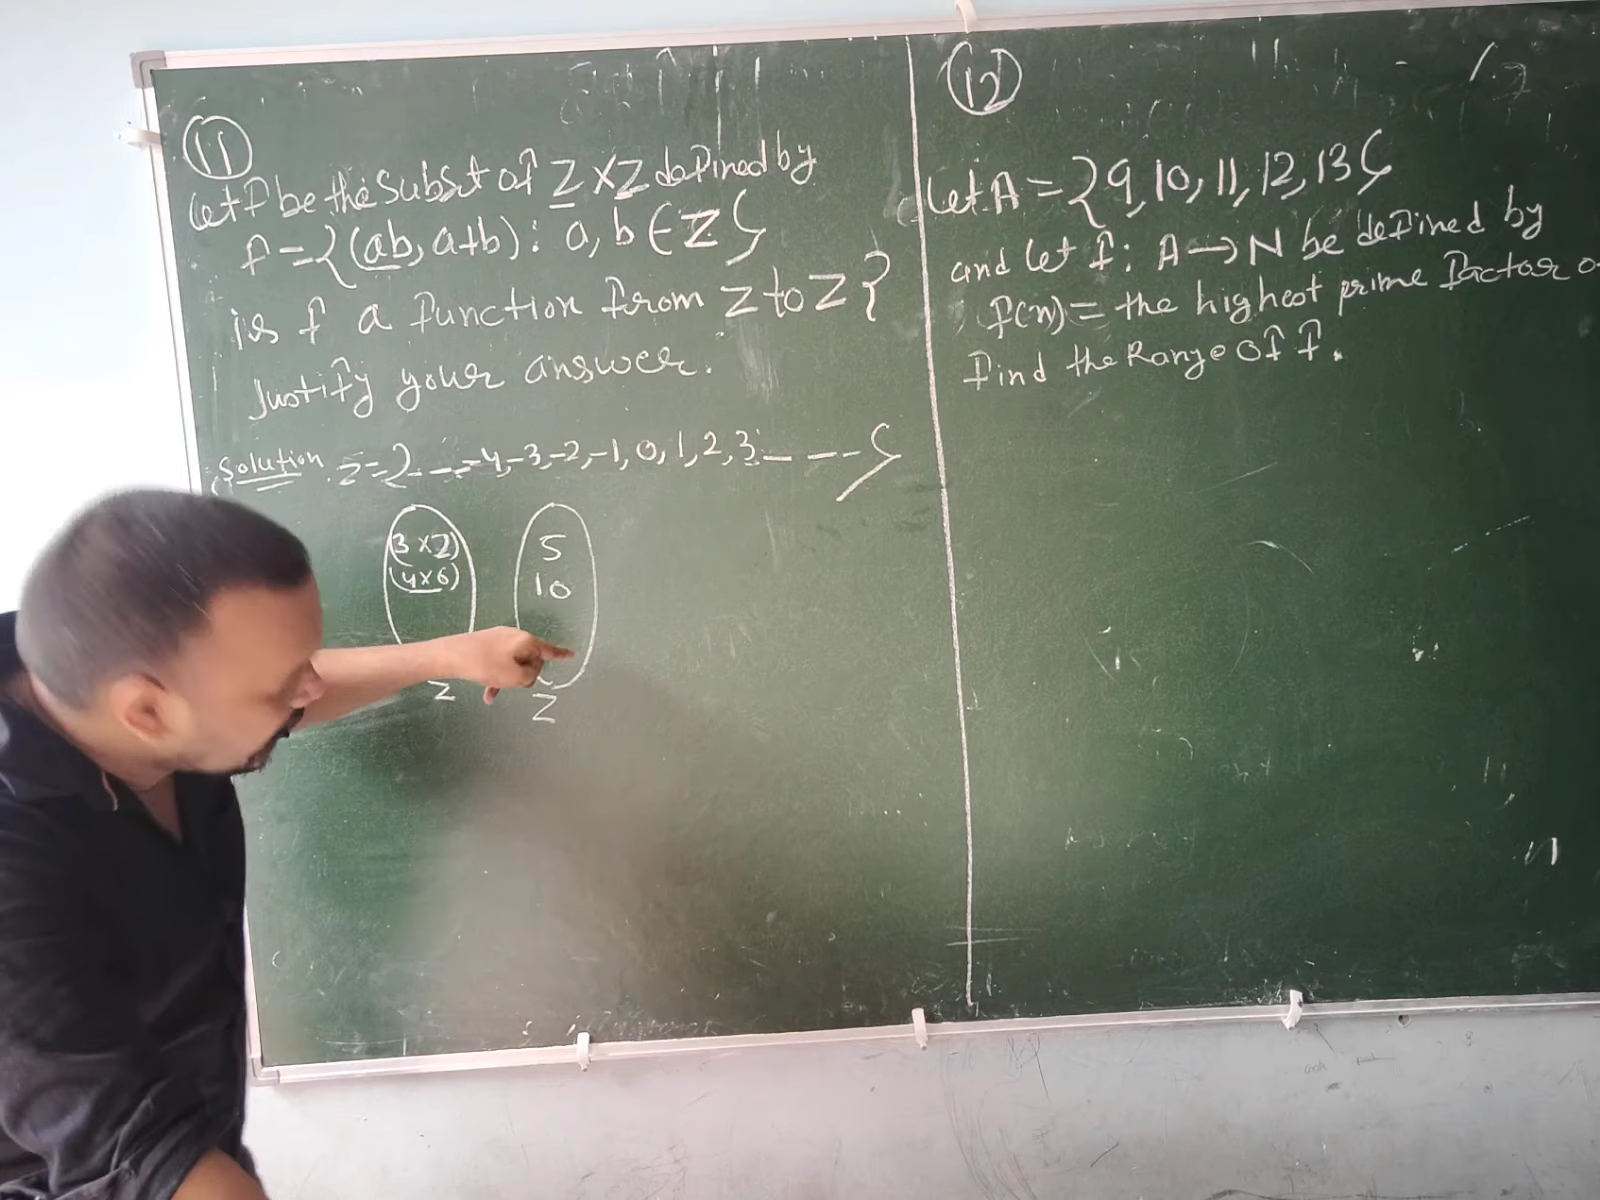 11
Let f be the Subset of Z × Z defined by
f = {(ab, a+b) : a, b ∈ Z}
is f a function from Z to Z?
Justify your answer.
Solution Z = { - - - -4, -3, -2, -1, 0, 1, 2, 3 - - - - }
(3 × 2) 5
(4 × 6) 10
Z Z
12
Let A = {9, 10, 11, 12, 13}
and let f : A → N be defined by
f(n) = the highest prime factor
find the Range of f.